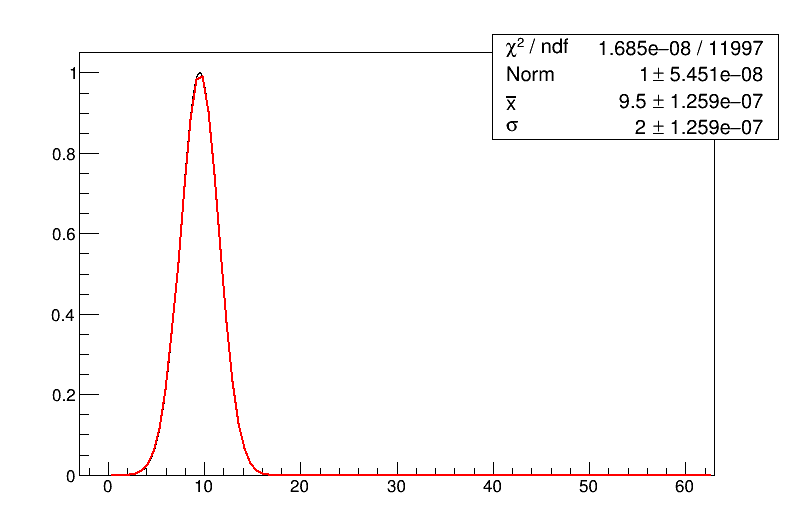 χ² / ndf 1.685e–08 / 11997
Norm 1 ± 5.451e–08
x̄ 9.5 ± 1.259e–07
σ 2 ± 1.259e–07
1
0.8
0.6
0.4
0.2
0
0 10 20 30 40 50 60